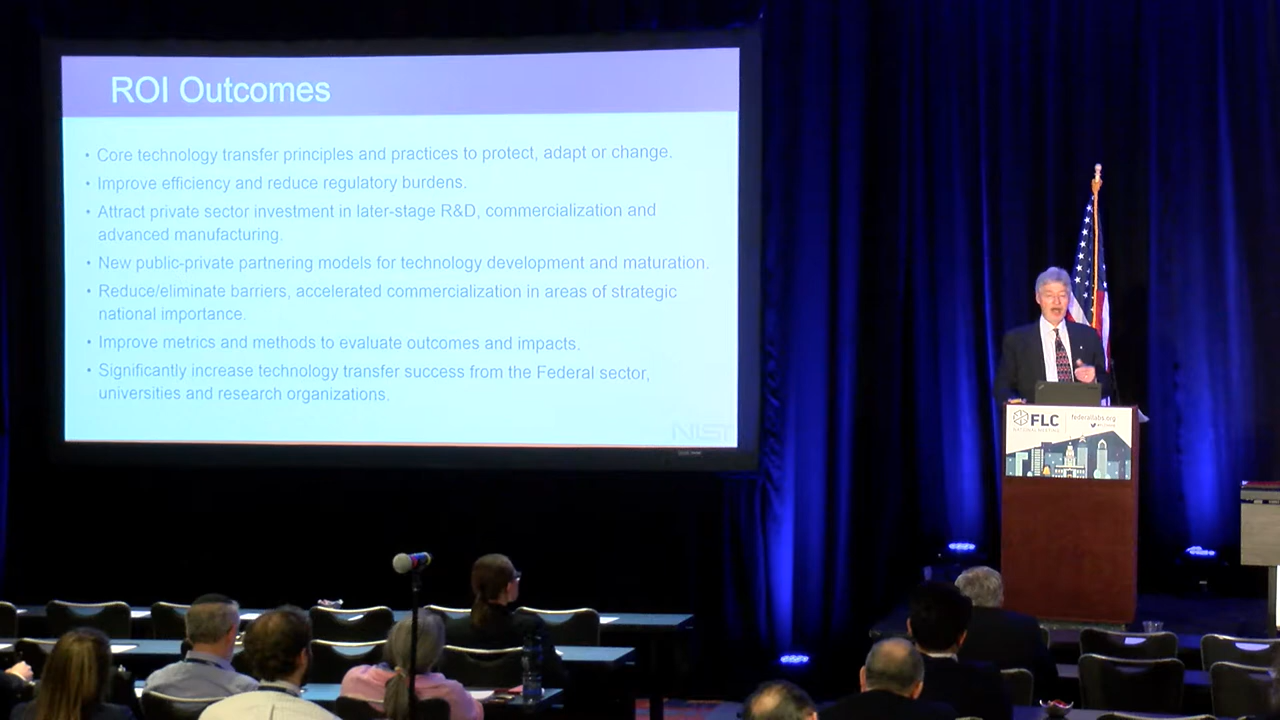 ROI Outcomes
• Core technology transfer principles and practices to protect, adapt or change.
• Improve efficiency and reduce regulatory burdens.
• Attract private sector investment in later-stage R&D, commercialization and
advanced manufacturing.
• New public-private partnering models for technology development and maturation.
• Reduce/eliminate barriers, accelerated commercialization in areas of strategic
national importance.
• Improve metrics and methods to evaluate outcomes and impacts.
• Significantly increase technology transfer success from the Federal sector,
universities and research organizations.
NIST
FLC
federallabs.org
NATIONAL MEETING